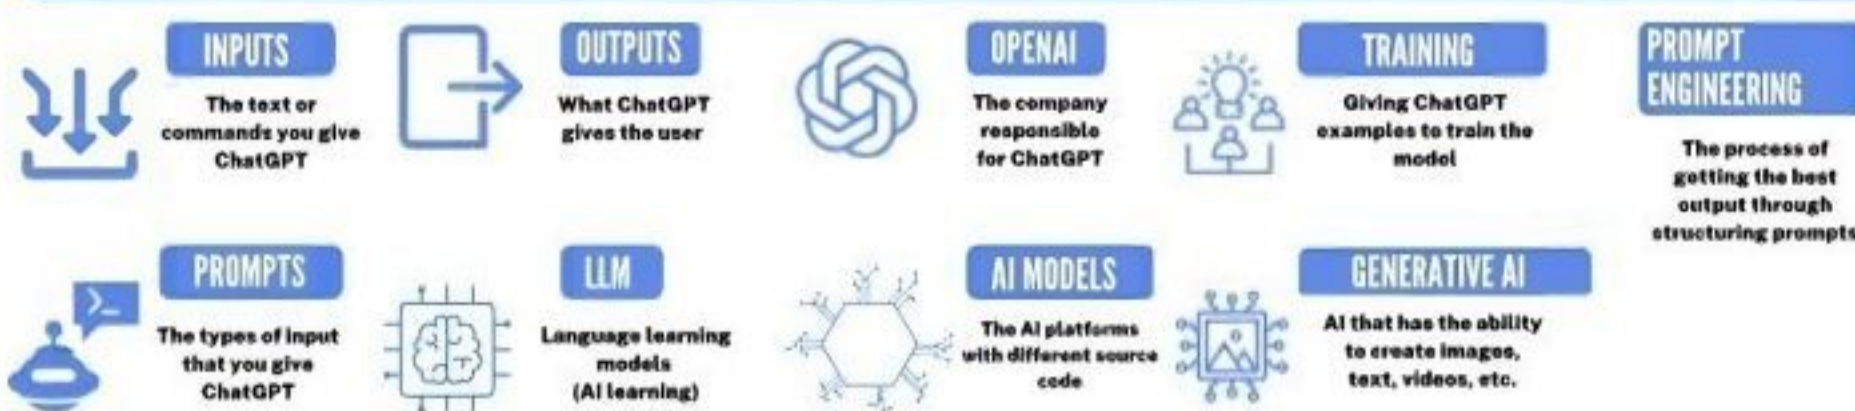 INPUTS
The text or
commands you give
ChatGPT
OUTPUTS
What ChatGPT
gives the user
OPENAI
The company
responsible
for ChatGPT
TRAINING
Giving ChatGPT
examples to train the
model
PROMPT
ENGINEERING
The process of
getting the best
output through
structuring prompts
PROMPTS
The types of input
that you give
ChatGPT
LLM
Language learning
models
(AI learning)
AI MODELS
The AI platforms
with different source
code
GENERATIVE AI
AI that has the ability
to create images,
text, videos, etc.